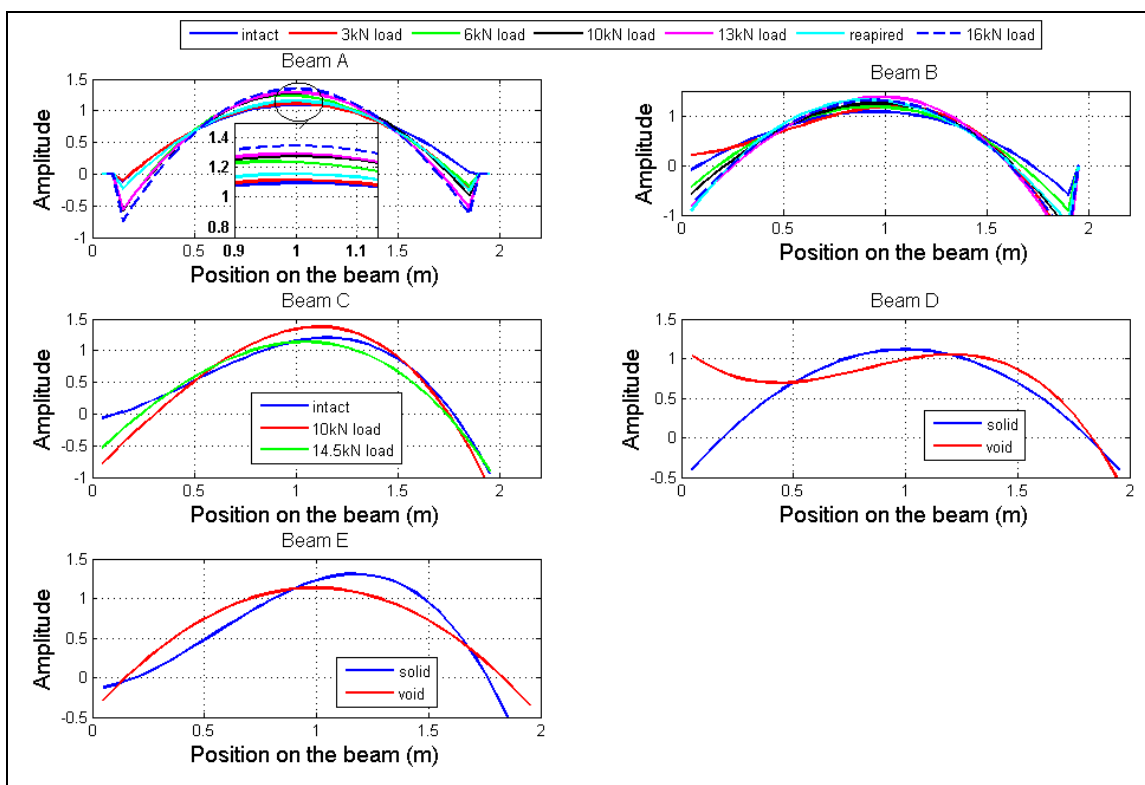 intact 3kN load 6kN load 10kN load 13kN load reapired 16kN load
Beam A
Amplitude
1.5
1
0.5
0
-0.5
-1
1.4
1.2
1
0.8
0.9 1 1.1
0 0.5 1 1.5 2
Position on the beam (m)
Beam B
Amplitude
1
0
-1
0 0.5 1 1.5 2
Position on the beam (m)
Beam C
Amplitude
1.5
1
0.5
0
-0.5
-1
intact
10kN load
14.5kN load
0 0.5 1 1.5 2
Position on the beam (m)
Beam D
Amplitude
1.5
1
0.5
0
-0.5
solid
void
0 0.5 1 1.5 2
Position on the beam (m)
Beam E
Amplitude
1.5
1
0.5
0
-0.5
solid
void
0 0.5 1 1.5 2
Position on the beam (m)